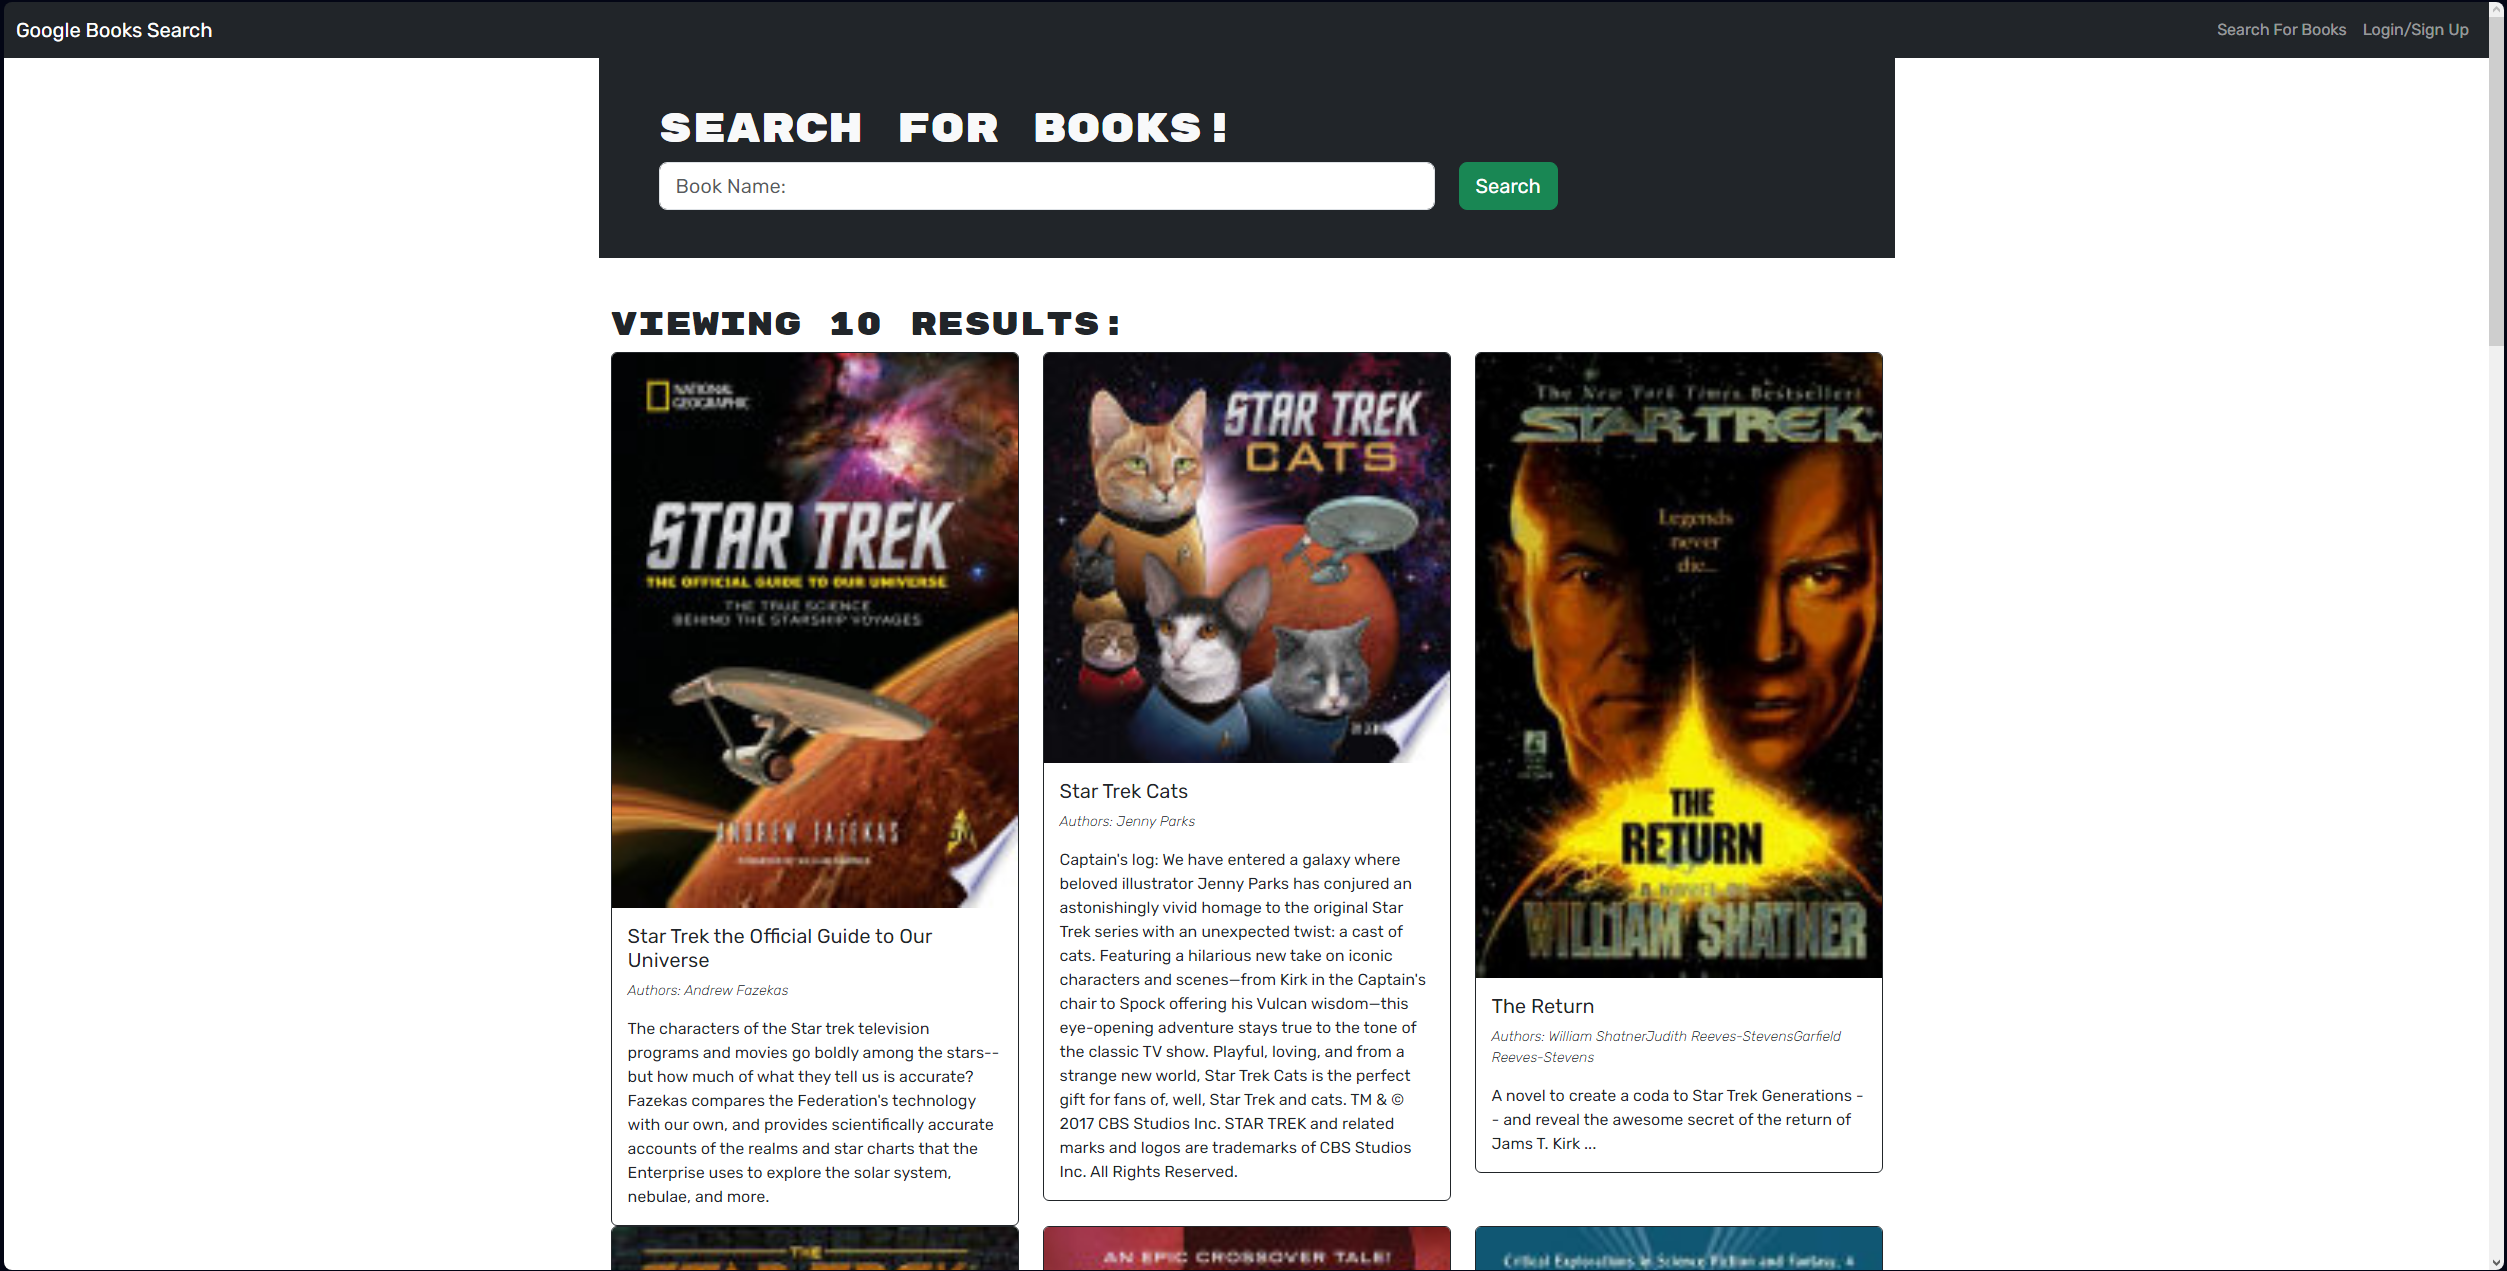 Google Books Search
Search For Books
Login/Sign Up
SEARCH FOR BOOKS!
Book Name:
Search
VIEWING 10 RESULTS:
NATIONAL
GEOGRAPHIC
STAR TREK
THE OFFICIAL GUIDE TO OUR UNIVERSE
THE TRUE SCIENCE
BEHIND THE STARSHIP VOYAGES
ANDREW FAZEKAS
Star Trek the Official Guide to Our
Universe
Authors: Andrew Fazekas
The characters of the Star trek television
programs and movies go boldly among the stars--
but how much of what they tell us is accurate?
Fazekas compares the Federation's technology
with our own, and provides scientifically accurate
accounts of the realms and star charts that the
Enterprise uses to explore the solar system,
nebulae, and more.
STAR TREK
CATS
Star Trek Cats
Authors: Jenny Parks
Captain's log: We have entered a galaxy where
beloved illustrator Jenny Parks has conjured an
astonishingly vivid homage to the original Star
Trek series with an unexpected twist: a cast of
cats. Featuring a hilarious new take on iconic
characters and scenes—from Kirk in the Captain's
chair to Spock offering his Vulcan wisdom—this
eye-opening adventure stays true to the tone of
the classic TV show. Playful, loving, and from a
strange new world, Star Trek Cats is the perfect
gift for fans of, well, Star Trek and cats. TM & ©
2017 CBS Studios Inc. STAR TREK and related
marks and logos are trademarks of CBS Studios
Inc. All Rights Reserved.
The New York Times Bestseller!
STAR TREK
Legends
never
die...
THE
RETURN
A NOVEL BY
WILLIAM SHATNER
The Return
Authors: William ShatnerJudith Reeves-StevensGarfield
Reeves-Stevens
A novel to create a coda to Star Trek Generations -
- and reveal the awesome secret of the return of
Jams T. Kirk ...
THE
STAR TREK
AN EPIC CROSSOVER TALE!
Critical Explorations in Science Fiction and Fantasy, 4